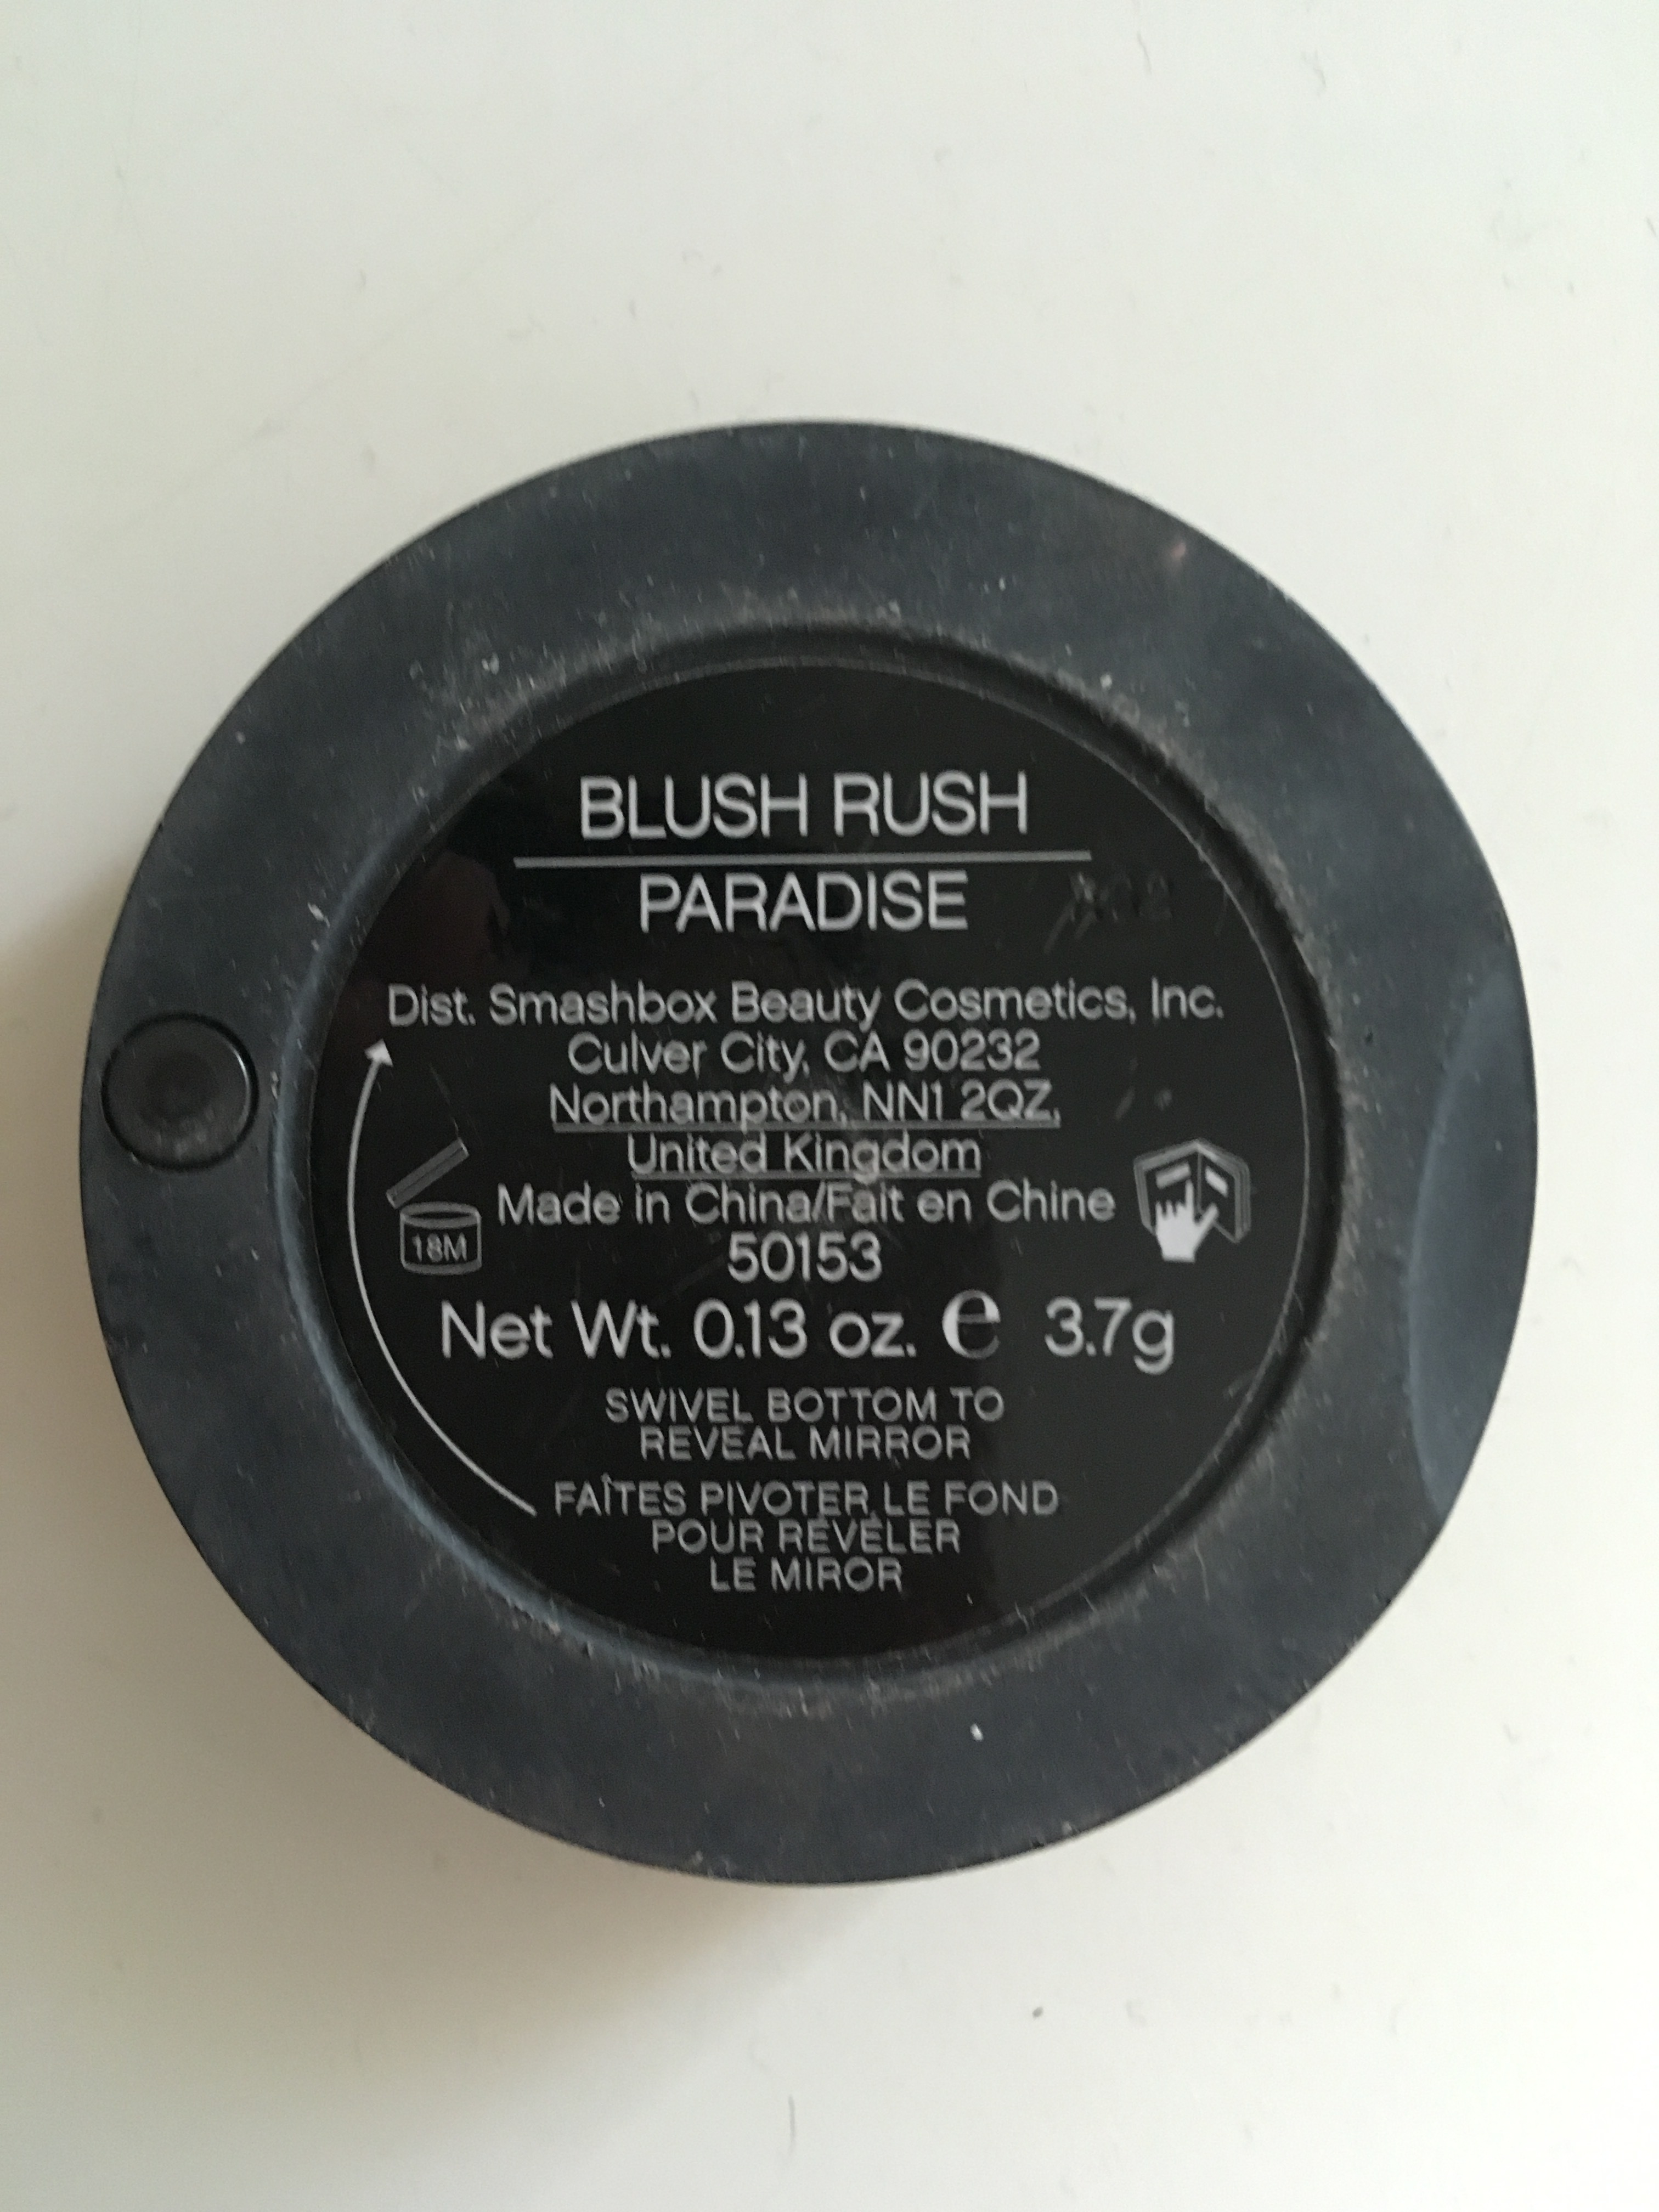 BLUSH RUSH
PARADISE
Dist. Smashbox Beauty Cosmetics, Inc.
Culver City, CA 90232
Northampton, NN1 2QZ,
United Kingdom
Made in China/Fait en Chine
18M
50153
Net Wt. 0.13 oz. e 3.7g
SWIVEL BOTTOM TO
REVEAL MIRROR
FAÎTES PIVOTER LE FOND
POUR RÉVÉLER
LE MIROR